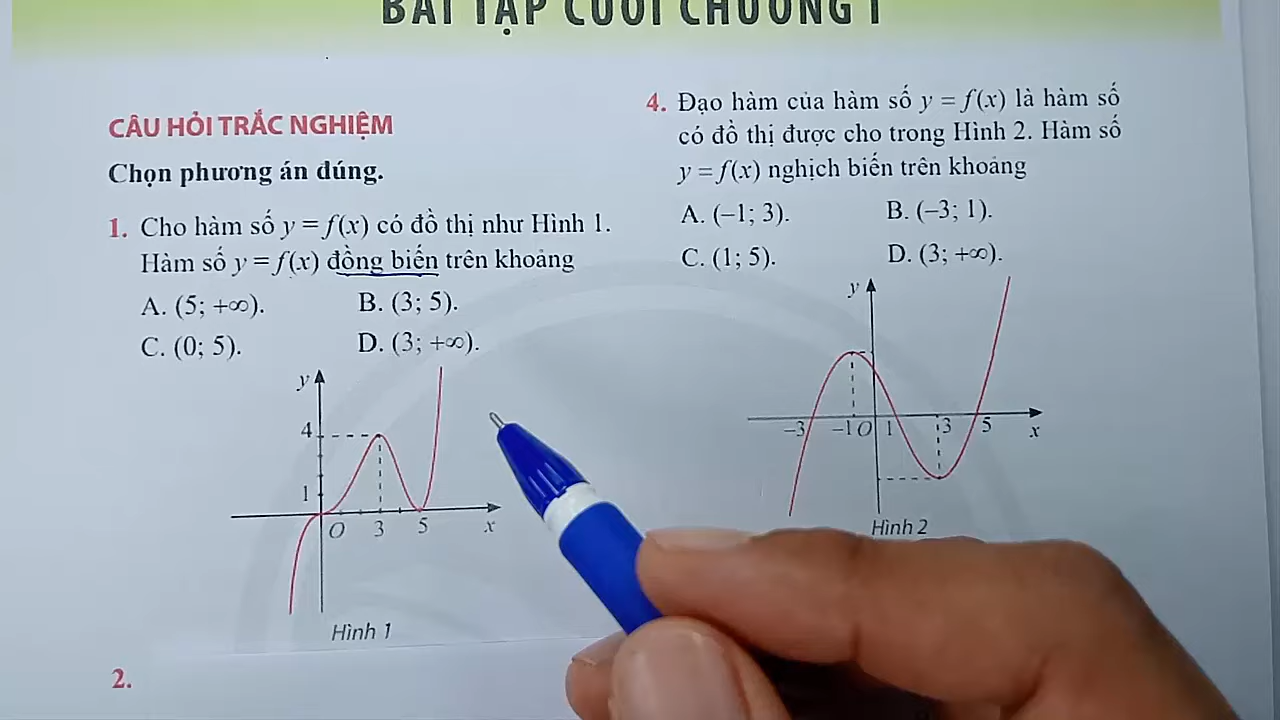 BÀI TẬP CUỐI CHƯƠNG I
CÂU HỎI TRẮC NGHIỆM
Chọn phương án đúng.
1. Cho hàm số y = f(x) có đồ thị như Hình 1.
Hàm số y = f(x) đồng biến trên khoảng
A. (5; +∞). B. (3; 5).
C. (0; 5). D. (3; +∞).
y
4
1
O 3 5 x
Hình 1
2.
4. Đạo hàm của hàm số y = f(x) là hàm số
có đồ thị được cho trong Hình 2. Hàm số
y = f(x) nghịch biến trên khoảng
A. (–1; 3). B. (–3; 1).
C. (1; 5). D. (3; +∞).
y
–3 –1 O 1 3 5 x
Hình 2